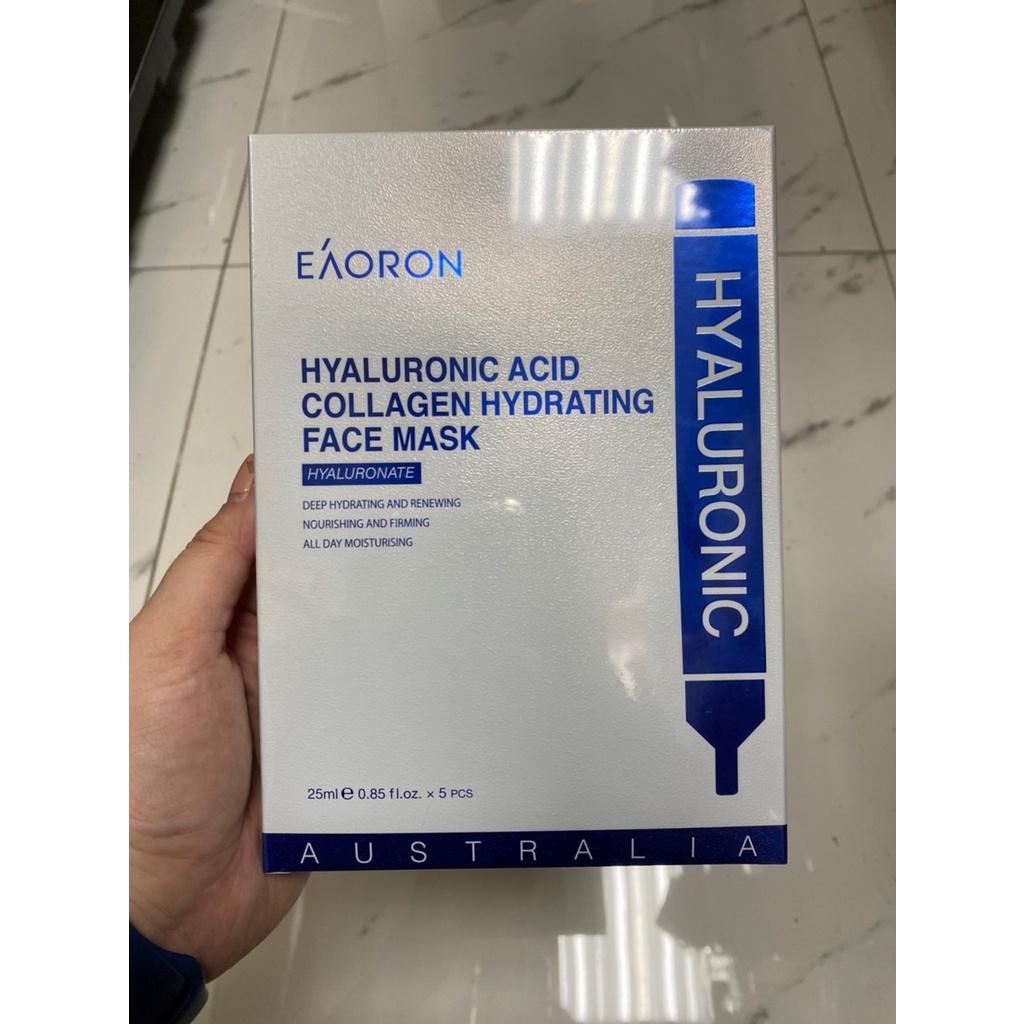 EÁORON
HYALURONIC ACID
COLLAGEN HYDRATING
FACE MASK
HYALURONATE
DEEP HYDRATING AND RENEWING
NOURISHING AND FIRMING
ALL DAY MOISTURISING
HYALURONIC
25ml ℮ 0.85 fl.oz. × 5 PCS
AUSTRALIA